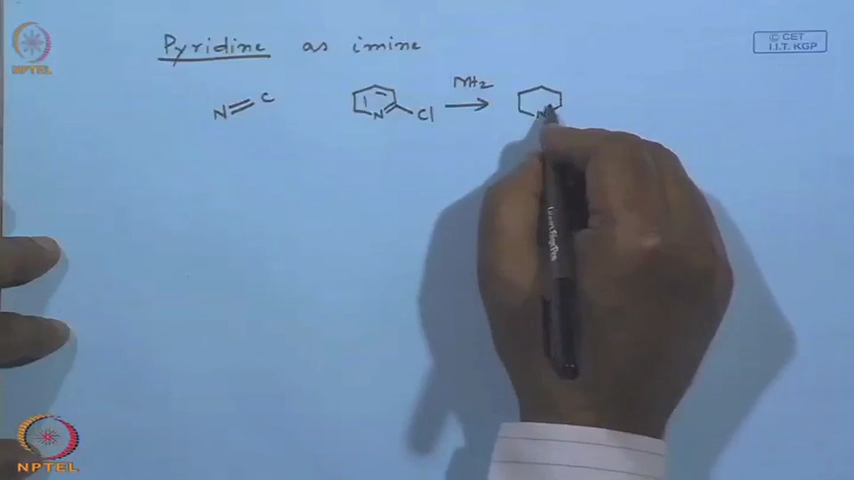 Pyridine as imine
© CET
I.I.T. KGP
NPTEL
N=C
N Cl NH2 → N
NPTEL